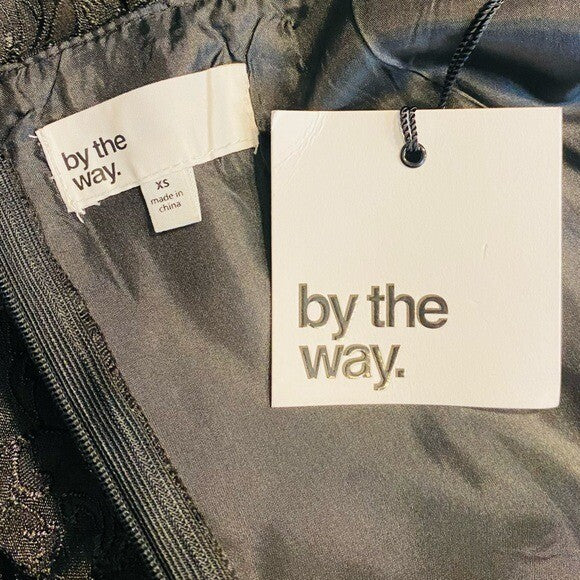 by the
way.
XS
made in
china
by the
way.